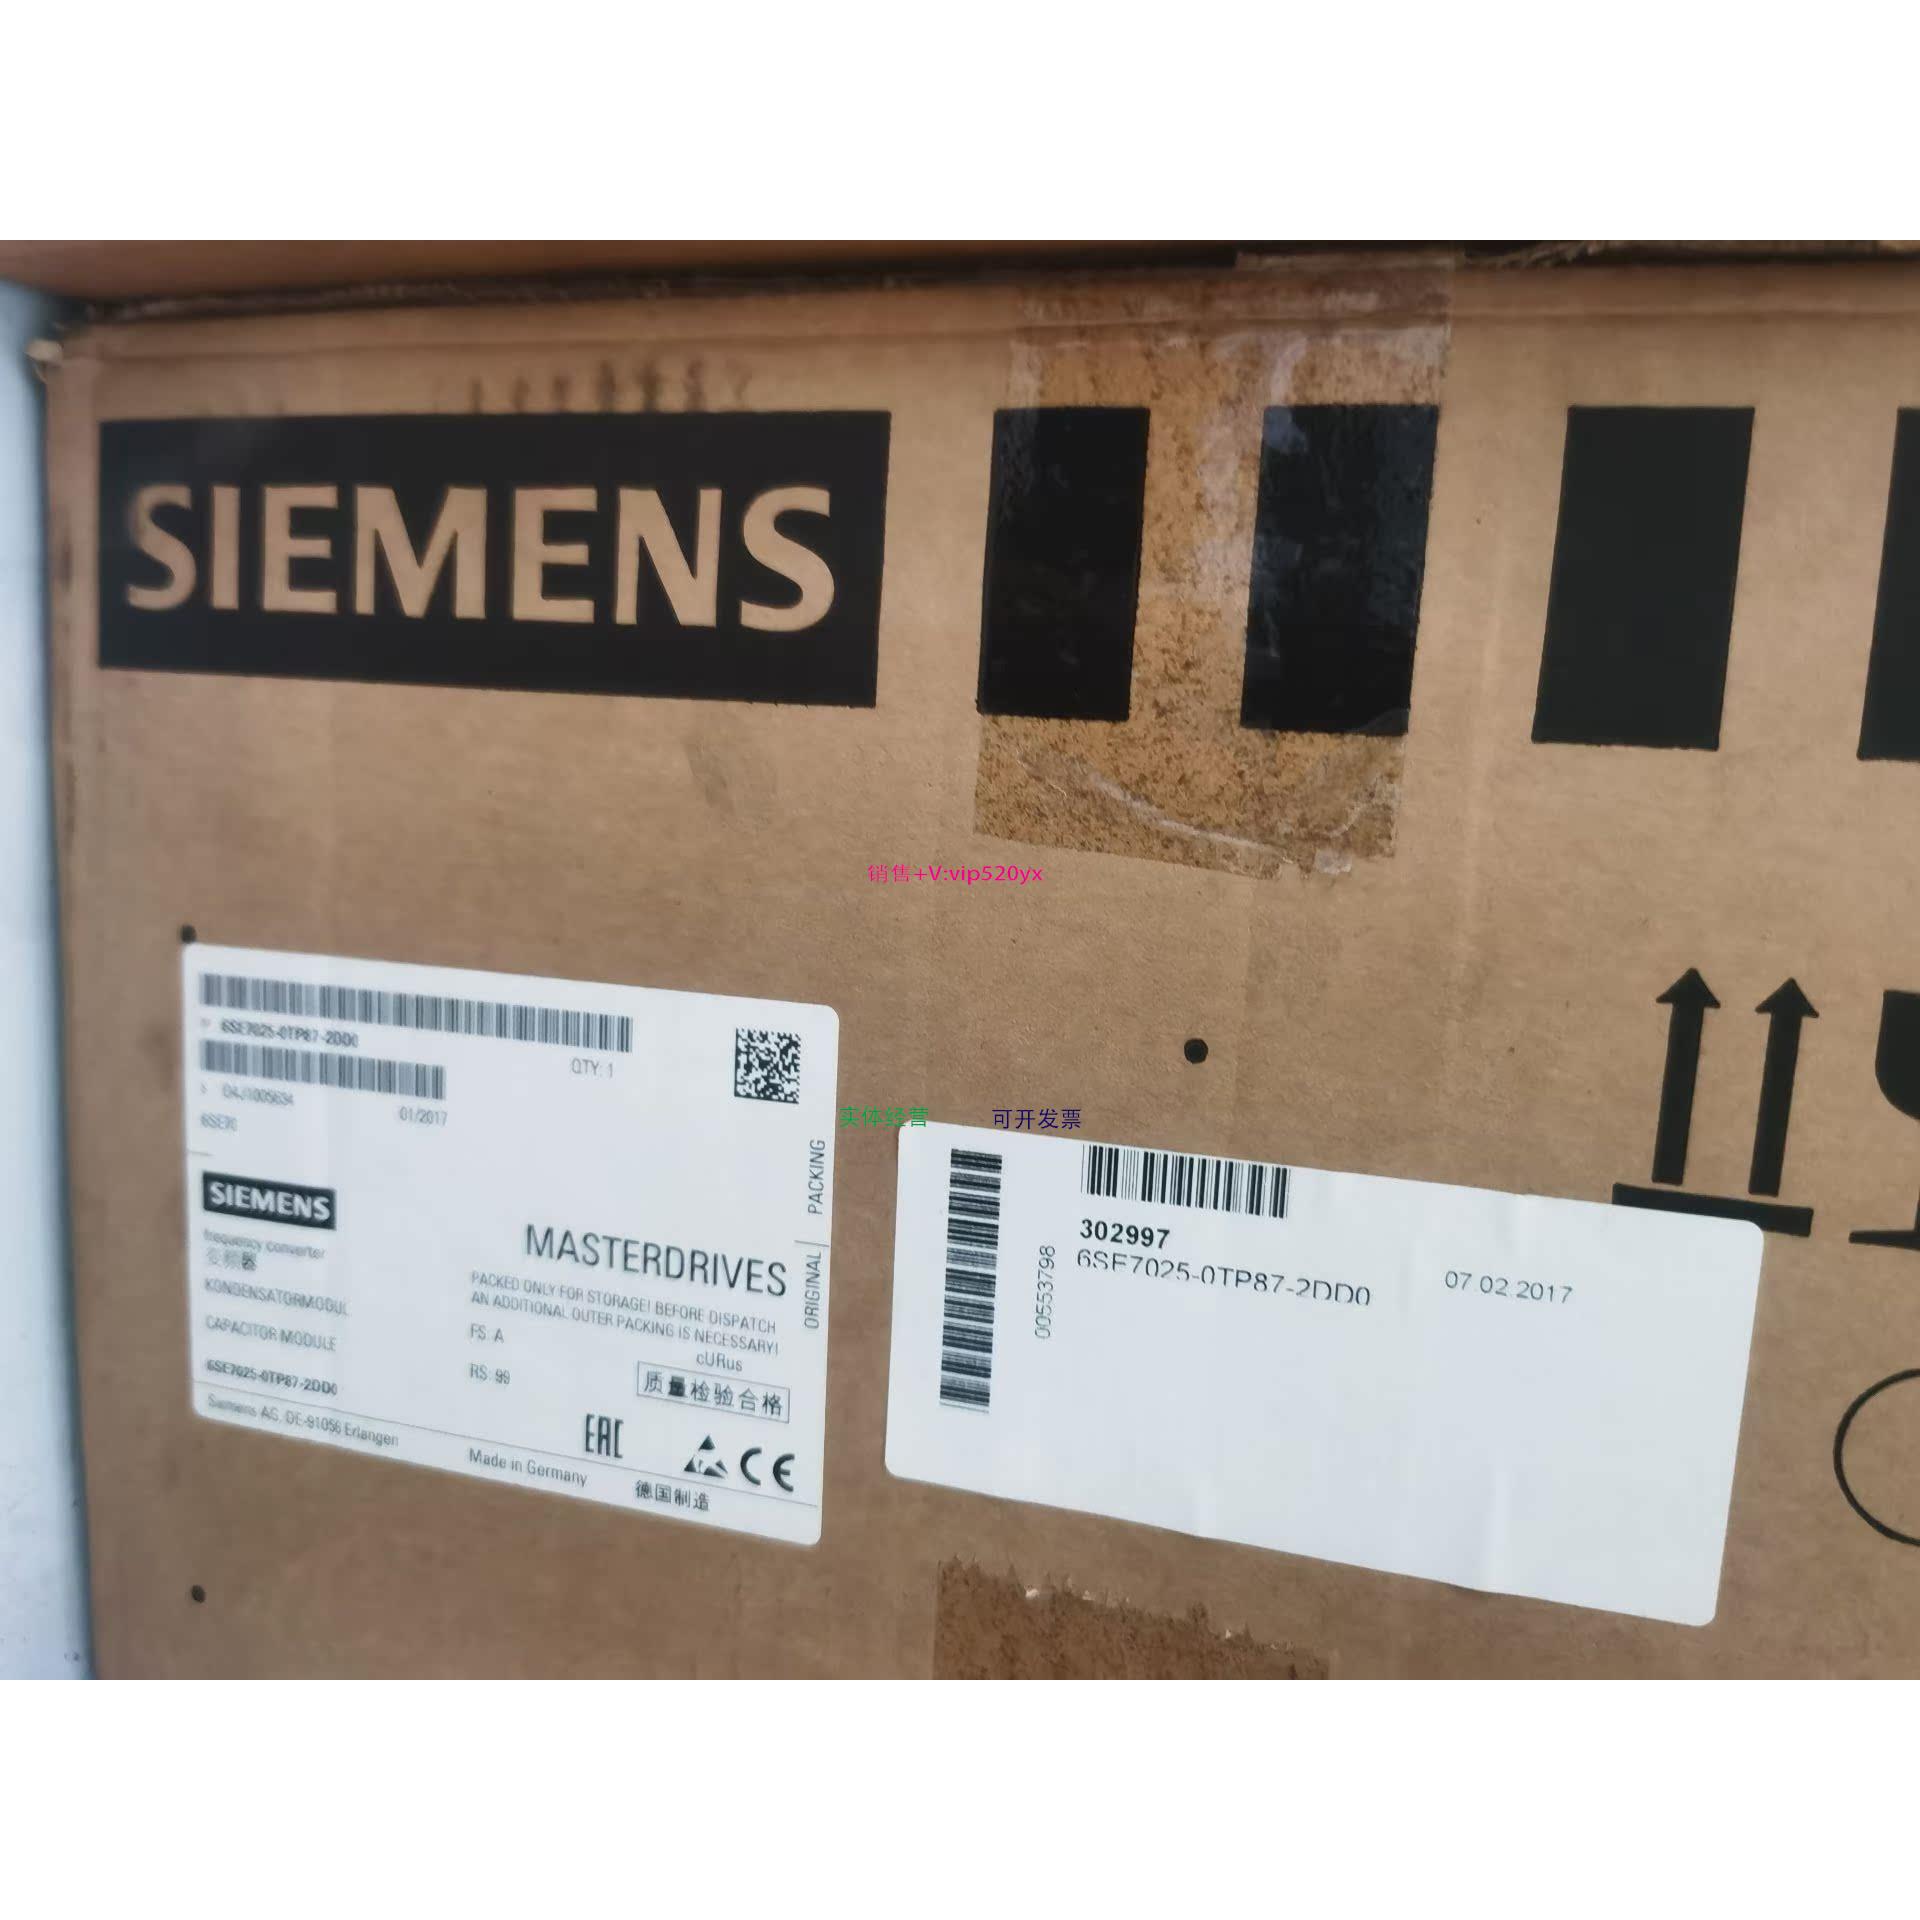 SIEMENS
销售+V:vip520yx
6SE7025-0TP87-2DD0
QTY: 1
01/2017
6SE70
SIEMENS
frequency converter
变频器
KONDENSATORMODUL
CAPACITOR MODULE
6SE7025-0TP87-2DD0
Siemens AG, DE-91056 Erlangen
MASTERDRIVES
PACKED ONLY FOR STORAGE! BEFORE DISPATCH
AN ADDITIONAL OUTER PACKING IS NECESSARY!
FS: A
cURus
RS: 99
质量检验合格
EAC
CE
Made in Germany
德国制造
ORIGINAL
PACKING
实体经营
可开发票
00553798
302997
6SE7025-0TP87-2DD0
07.02.2017